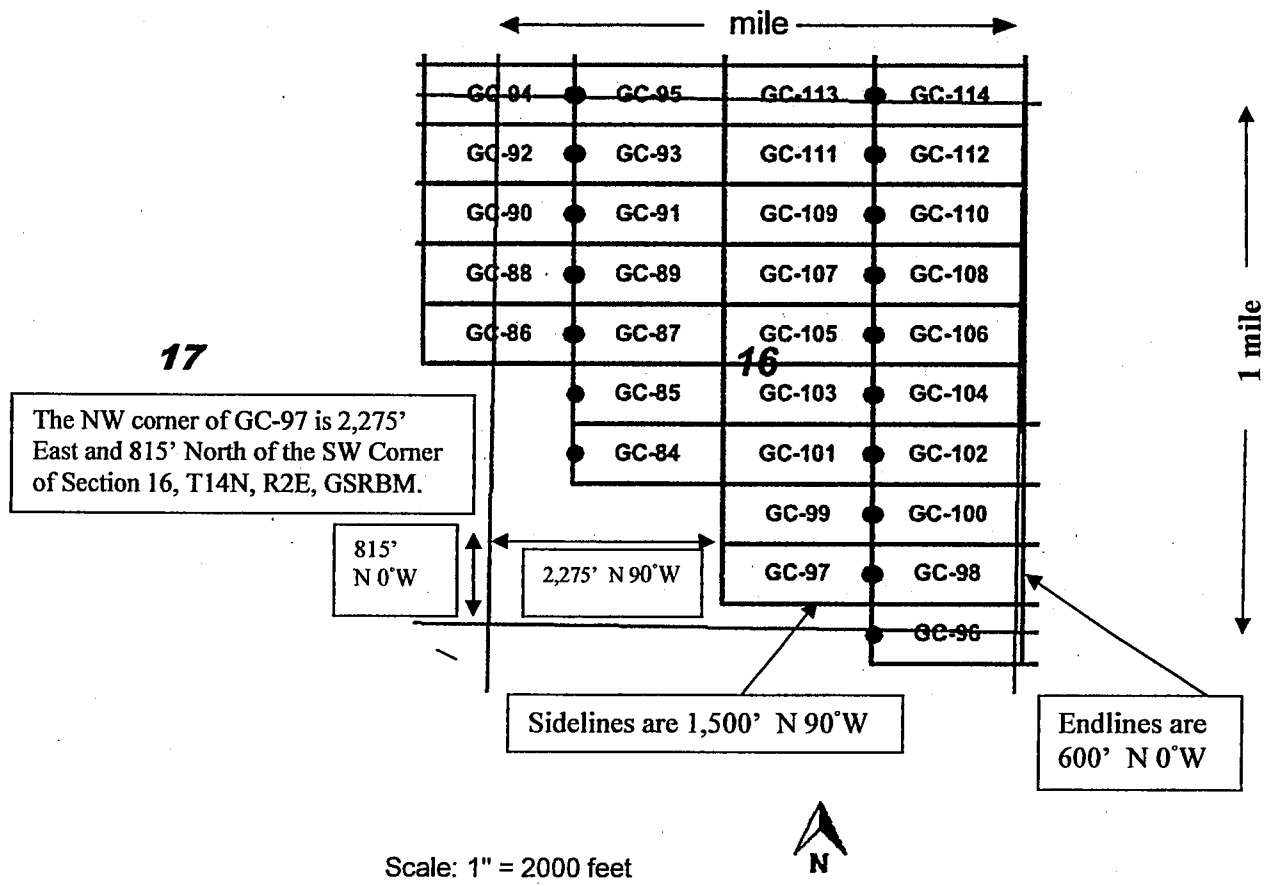 mile
GC-94 GC-95 GC-113 GC-114
GC-92 GC-93 GC-111 GC-112
GC-90 GC-91 GC-109 GC-110
GC-88 GC-89 GC-107 GC-108
GC-86 GC-87 GC-105 GC-106
17
16
1 mile
GC-85 GC-103 GC-104
The NW corner of GC-97 is 2,275’
East and 815’ North of the SW Corner
of Section 16, T14N, R2E, GSRBM.
GC-84 GC-101 GC-102
GC-99 GC-100
815’
N 0°W
2,275’ N 90°W
GC-97 GC-98
GC-96
Sidelines are 1,500’ N 90°W
Endlines are
600’ N 0°W
N
Scale: 1" = 2000 feet